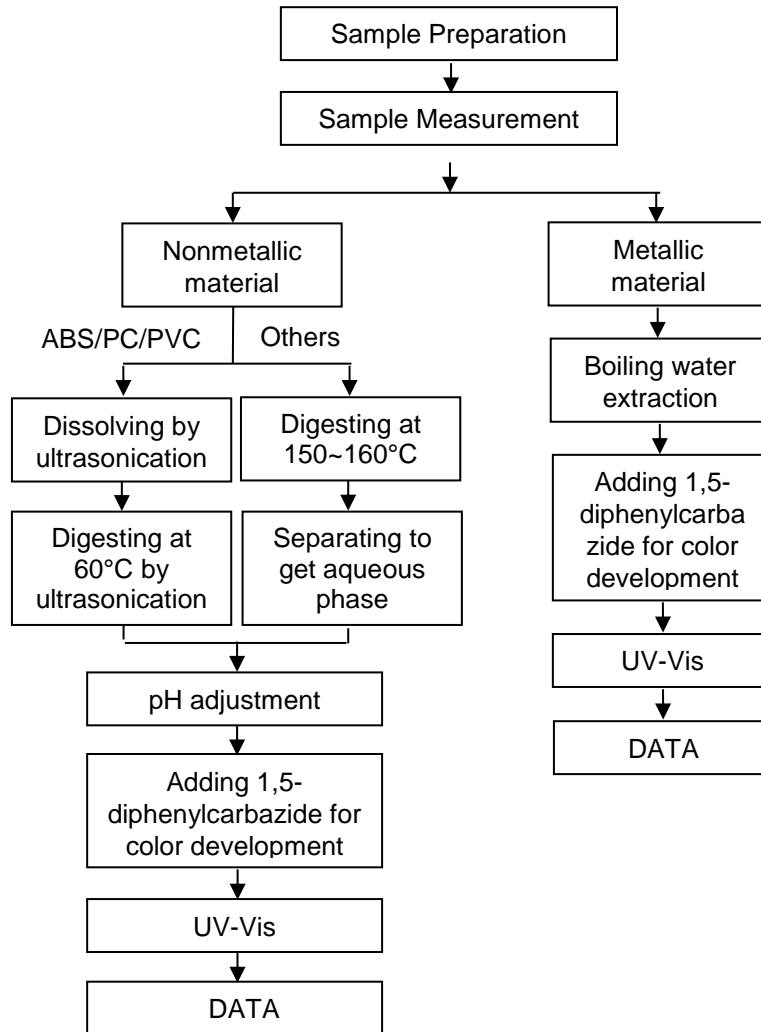 Sample Preparation
Sample Measurement
Nonmetallic
material
ABS/PC/PVC
Others
Dissolving by
ultrasonication
Digesting at
150~160°C
Digesting at
60°C by
ultrasonication
Separating to
get aqueous
phase
pH adjustment
Adding 1,5-
diphenylcarbazide for
color development
UV-Vis
DATA
Metallic
material
Boiling water
extraction
Adding 1,5-
diphenylcarba
zide for color
development
UV-Vis
DATA